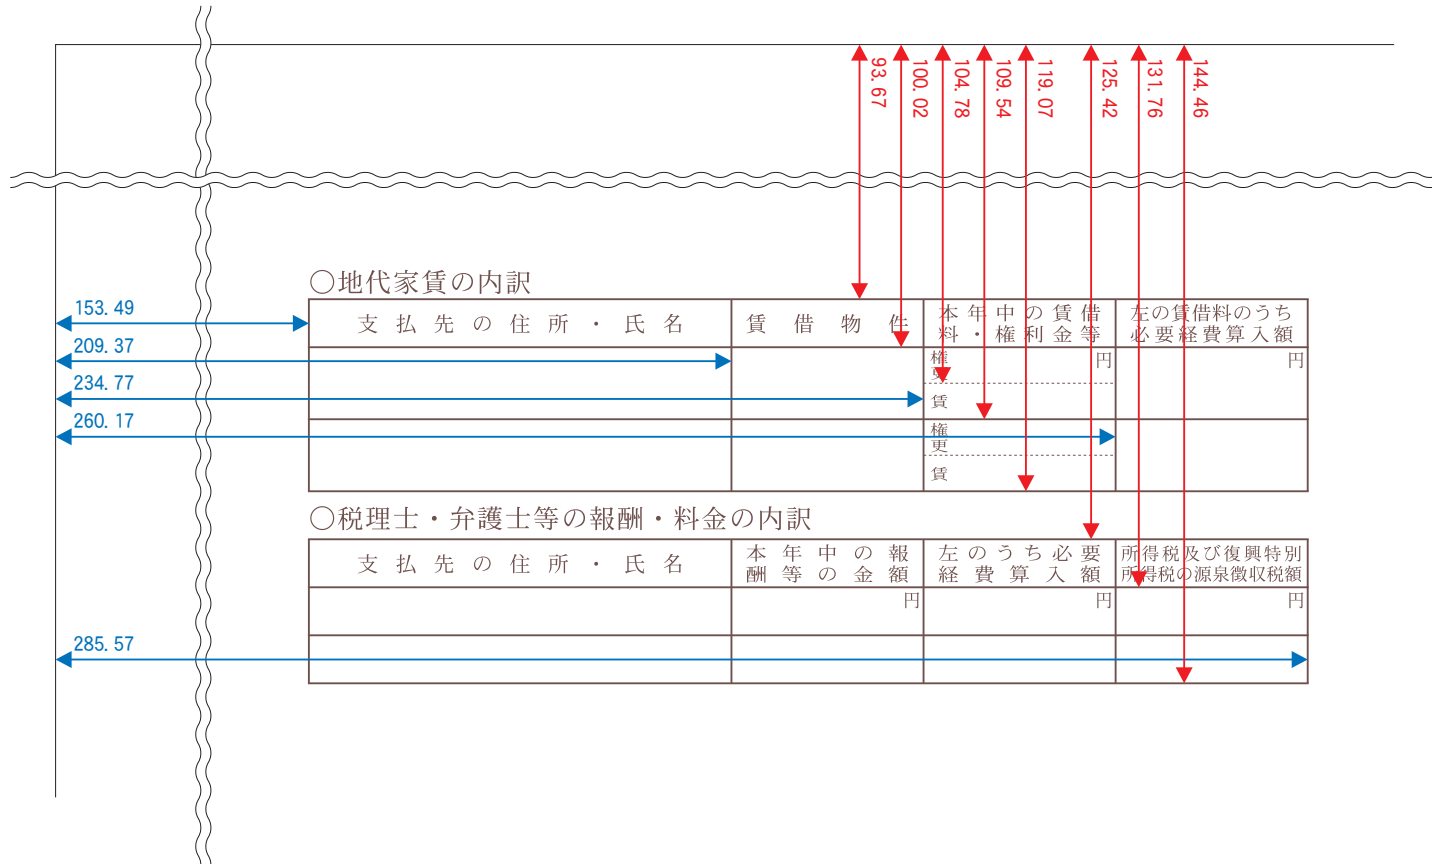 93.67
100.02
104.78
109.54
119.07
125.42
131.76
144.46
○地代家賃の内訳
153.49
支払先の住所・氏名
賃借物件
本年中の賃借
料・権利金等
左の賃借料のうち
必要経費算入額
209.37
権
更
円
円
234.77
賃
260.17
権
更
賃
○税理士・弁護士等の報酬・料金の内訳
支払先の住所・氏名
本年中の報
酬等の金額
左のうち必要
経費算入額
所得税及び復興特別
所得税の源泉徴収税額
円
円
円
285.57